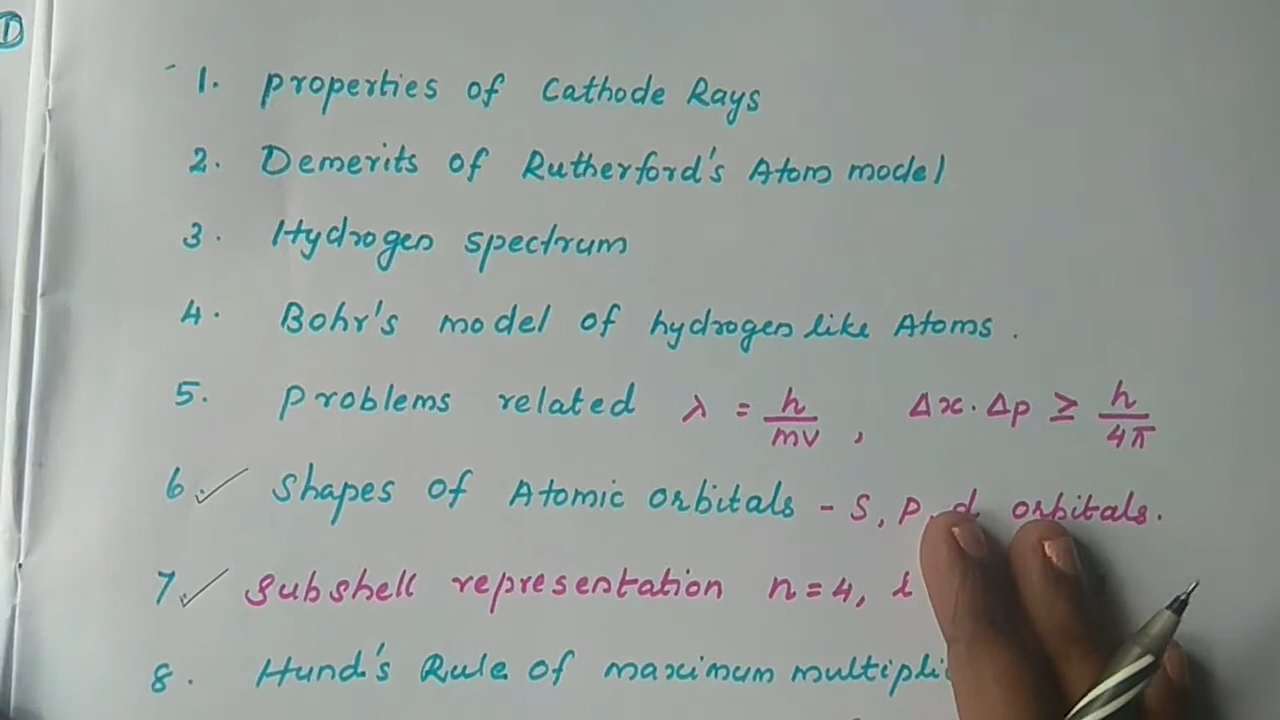 1
1. properties of Cathode Rays
2. Demerits of Rutherford's Atom model
3. Hydrogen spectrum
4. Bohr's model of hydrogen like Atoms.
5. problems related λ = h/mv, Δx. Δp ≥ h/4π
6 ✓ shapes of Atomic orbitals - s, p, d orbitals.
7 ✓ subshell representation n=4, l
8. Hund's Rule of maximum